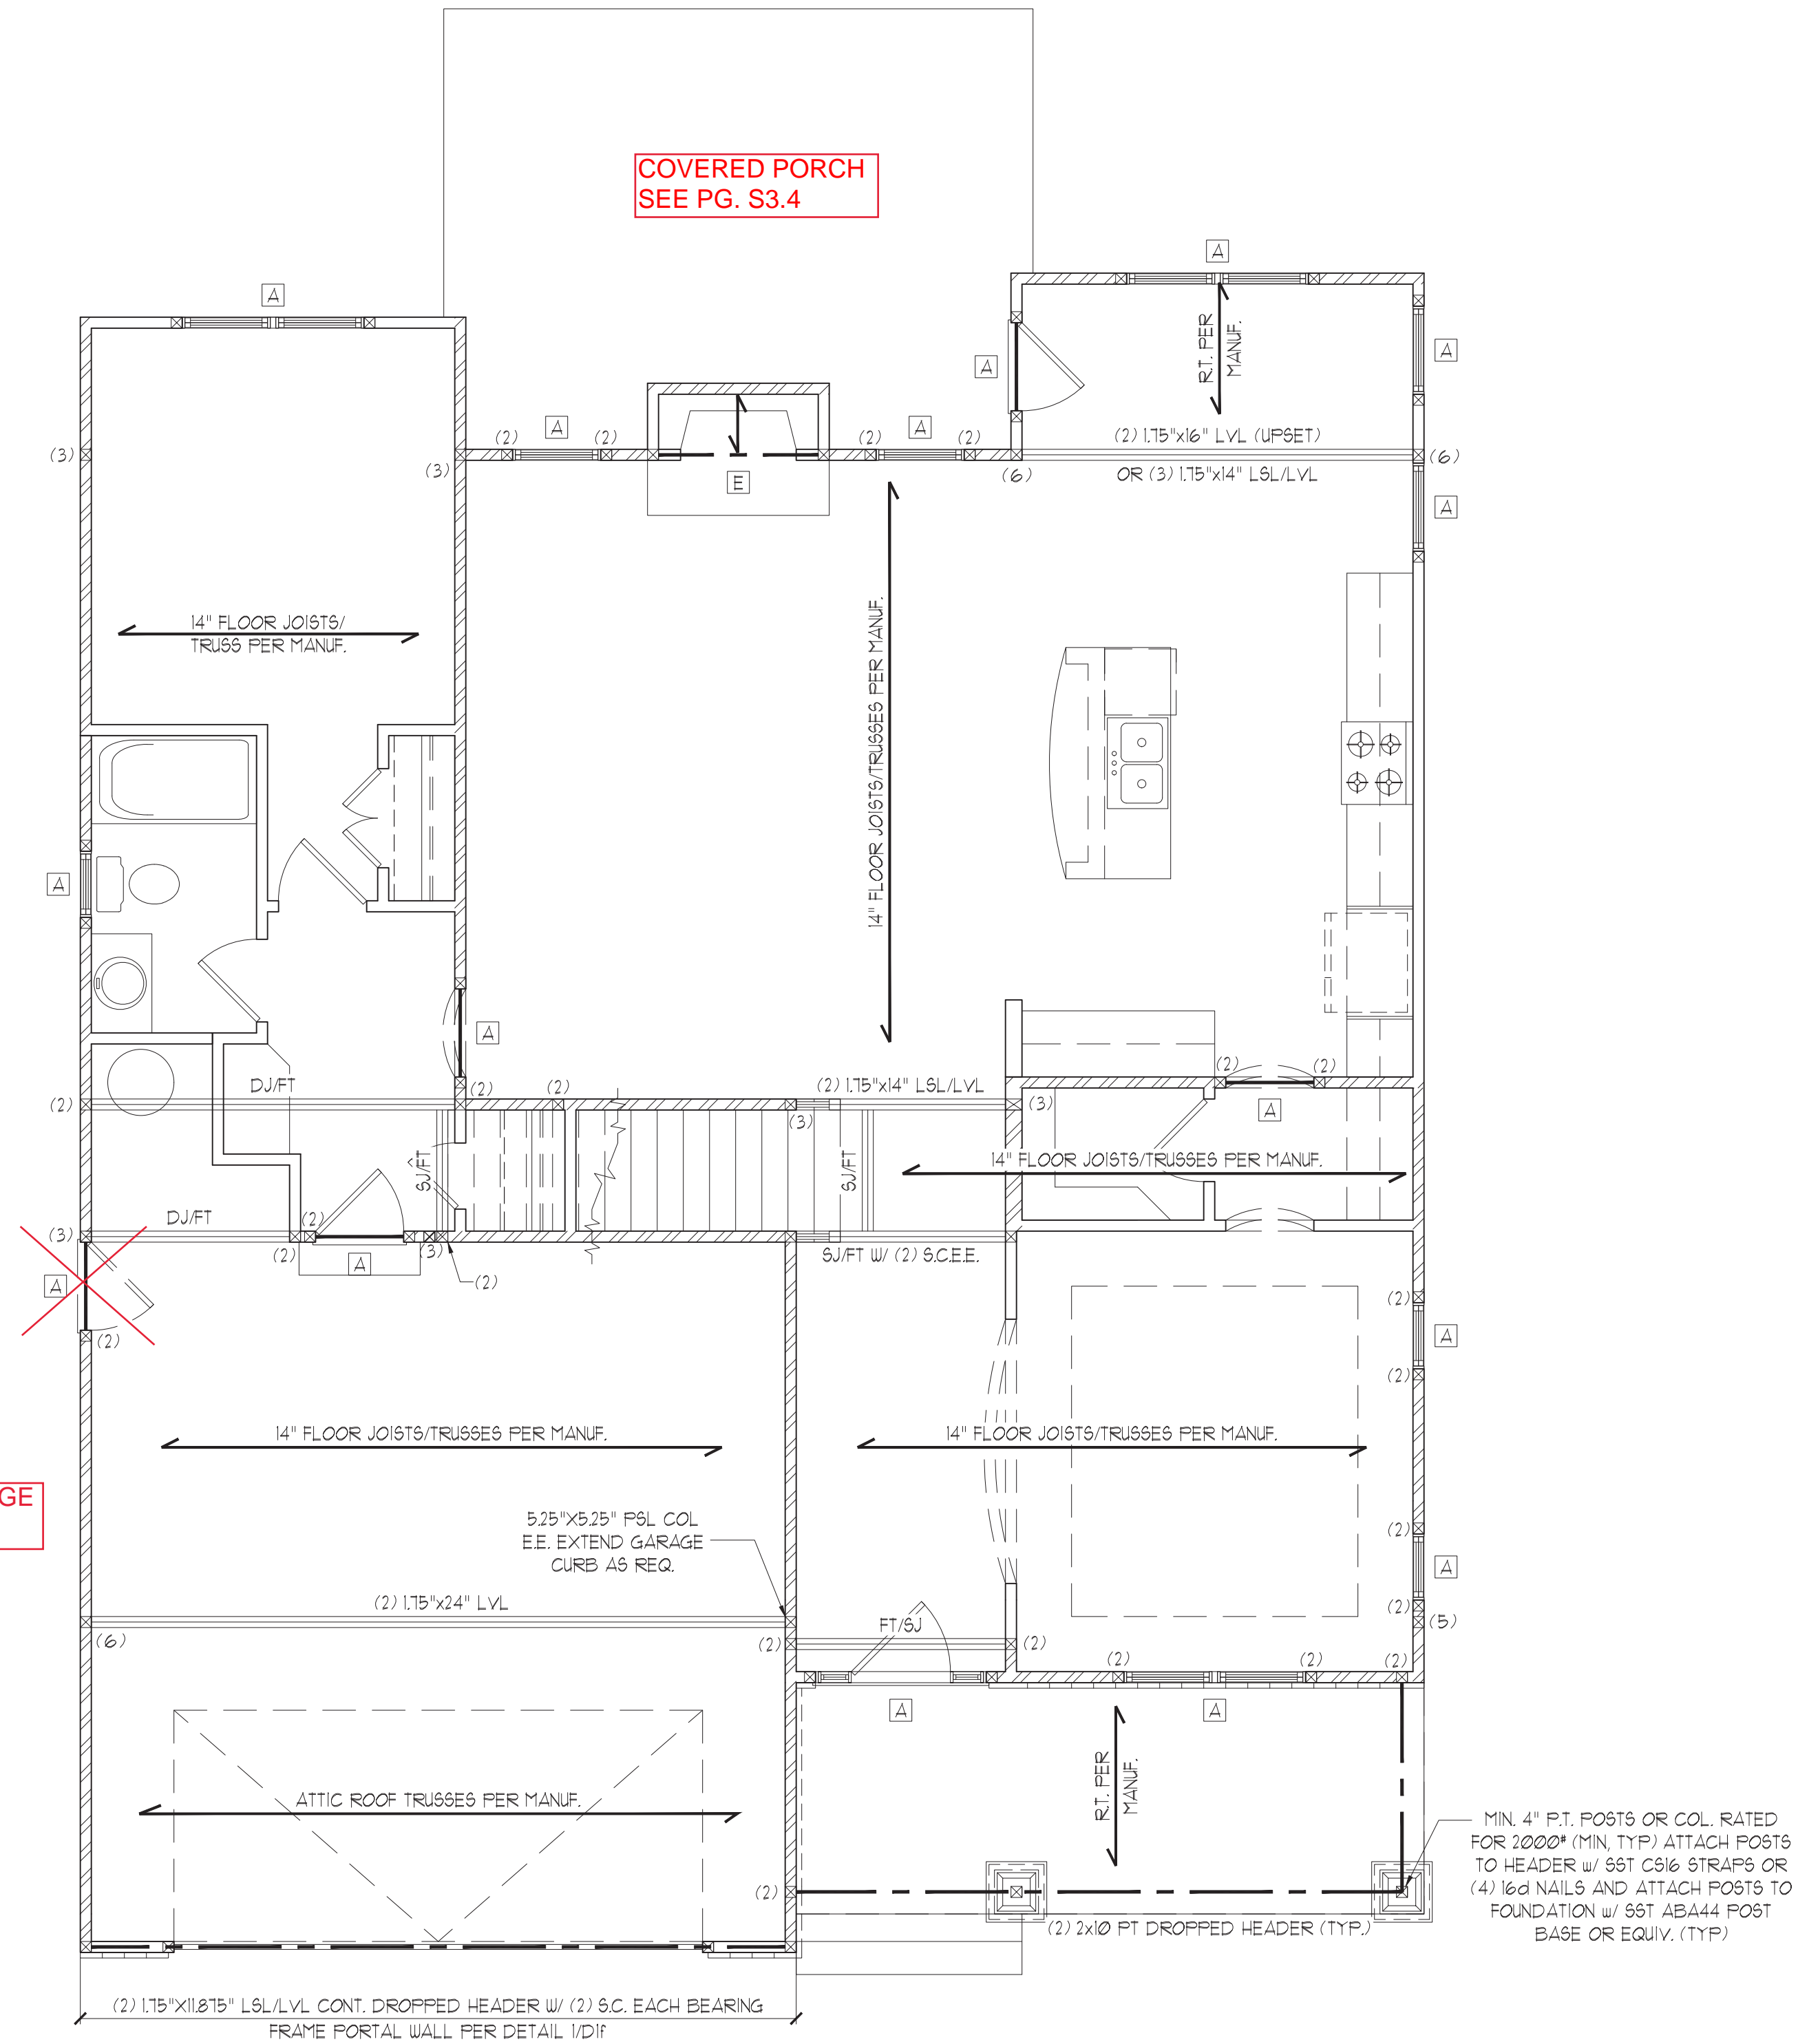 COVERED PORCH
SEE PG. S3.4
A
A
R.T. PER
MANUF.
A
A
(2) 1.75"x16" LVL (UPSET)
OR (3) 1.75"x14" LSL/LVL
(2)
A
(2)
(2)
A
(2)
(3)
(3)
E
(6)
(6)
A
14" FLOOR JOISTS/
TRUSS PER MANUF.
14" FLOOR JOISTS/TRUSSES PER MANUF.
A
A
DJ/FT
(2)
(2)
(2)
(2) 1.75"x14" LSL/LVL
(3)
(3)
(2)
(2)
A
SJ/FT
SJ/FT
14" FLOOR JOISTS/TRUSSES PER MANUF.
DJ/FT
(3)
(2)
(2)
A
(3)
(2)
SJ/FT W/ (2) S.C.E.E.
A
(2)
(2)
A
(2)
14" FLOOR JOISTS/TRUSSES PER MANUF.
14" FLOOR JOISTS/TRUSSES PER MANUF.
GE
5.25"X5.25" PSL COL
E.E. EXTEND GARAGE
CURB AS REQ.
(2)
A
(2)
(5)
(2) 1.75"x24" LVL
(6)
FT/SJ
(2)
(2)
(2)
(2)
(2)
A
A
R.T. PER
MANUF.
ATTIC ROOF TRUSSES PER MANUF.
(2)
(2) 2x10 PT DROPPED HEADER (TYP.)
MIN. 4" P.T. POSTS OR COL. RATED
FOR 2000# (MIN, TYP) ATTACH POSTS
TO HEADER w/ SST CS16 STRAPS OR
(4) 16d NAILS AND ATTACH POSTS TO
FOUNDATION w/ SST ABA44 POST
BASE OR EQUIV. (TYP)
(2) 1.75"X11.875" LSL/LVL CONT. DROPPED HEADER W/ (2) S.C. EACH BEARING
FRAME PORTAL WALL PER DETAIL 1/D1f